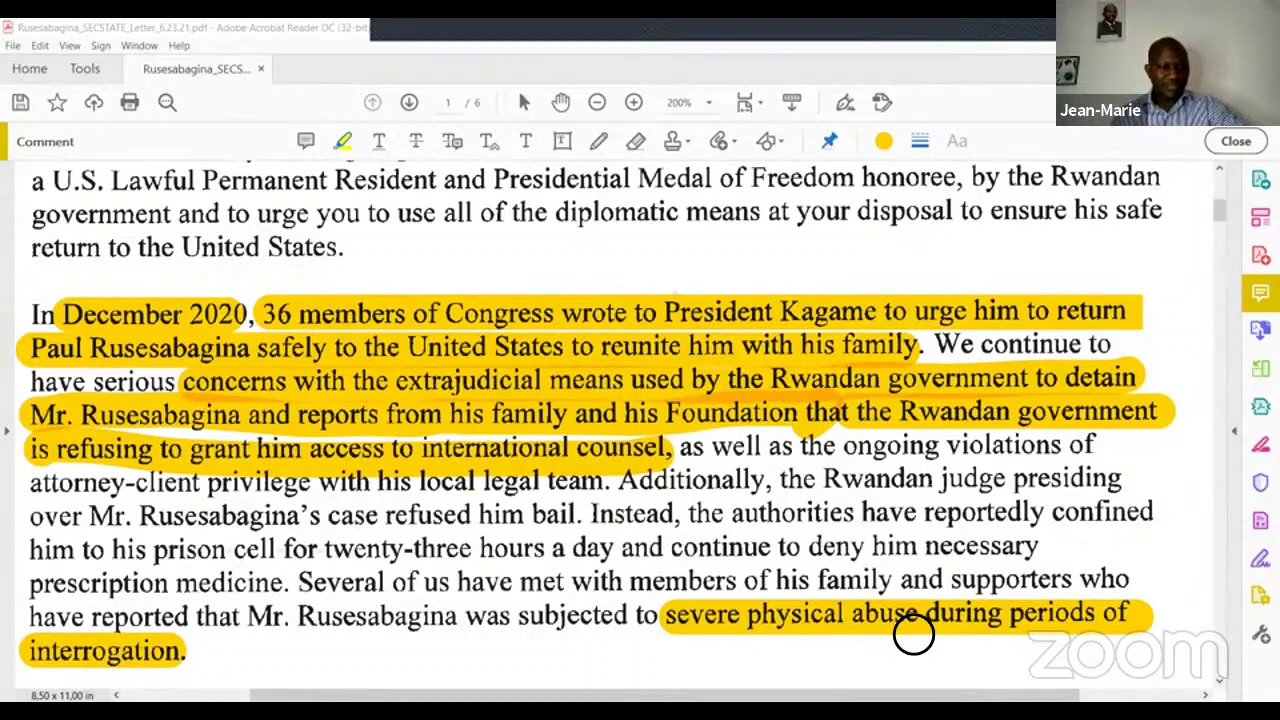 Rusesabagina_SECSTATE_Letter_6.23.21.pdf - Adobe Acrobat Reader DC (32-bit)
File Edit View Sign Window Help
Home Tools Rusesabagina_SECS... ×
1 / 6 200%
Jean-Marie
Comment
Aa
Close
a U.S. Lawful Permanent Resident and Presidential Medal of Freedom honoree, by the Rwandan
government and to urge you to use all of the diplomatic means at your disposal to ensure his safe
return to the United States.
In December 2020, 36 members of Congress wrote to President Kagame to urge him to return
Paul Rusesabagina safely to the United States to reunite him with his family. We continue to
have serious concerns with the extrajudicial means used by the Rwandan government to detain
Mr. Rusesabagina and reports from his family and his Foundation that the Rwandan government
is refusing to grant him access to international counsel, as well as the ongoing violations of
attorney-client privilege with his local legal team. Additionally, the Rwandan judge presiding
over Mr. Rusesabagina's case refused him bail. Instead, the authorities have reportedly confined
him to his prison cell for twenty-three hours a day and continue to deny him necessary
prescription medicine. Several of us have met with members of his family and supporters who
have reported that Mr. Rusesabagina was subjected to severe physical abuse during periods of
interrogation.
zoom
8,50 x 11,00 in